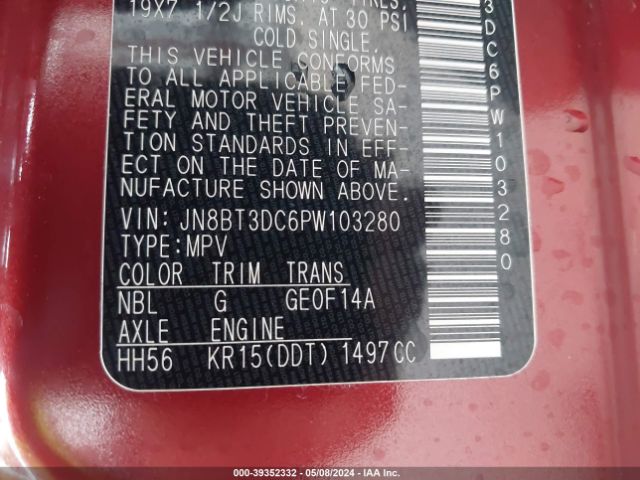 19X7 1/2J RIMS, AT 30 PSI
COLD SINGLE.
THIS VEHICLE CONFORMS
TO ALL APPLICABLE FED-
ERAL MOTOR VEHICLE SA-
FETY AND THEFT PREVEN-
TION STANDARDS IN EFF-
ECT ON THE DATE OF MA-
NUFACTURE SHOWN ABOVE.
VIN: JN8BT3DC6PW103280
TYPE:MPV
COLOR TRIM TRANS
NBL G GE0F14A
AXLE ENGINE
HH56 KR15(DDT) 1497CC
3DC6PW103280
000-39352332 - 05/08/2024 - IAA Inc.